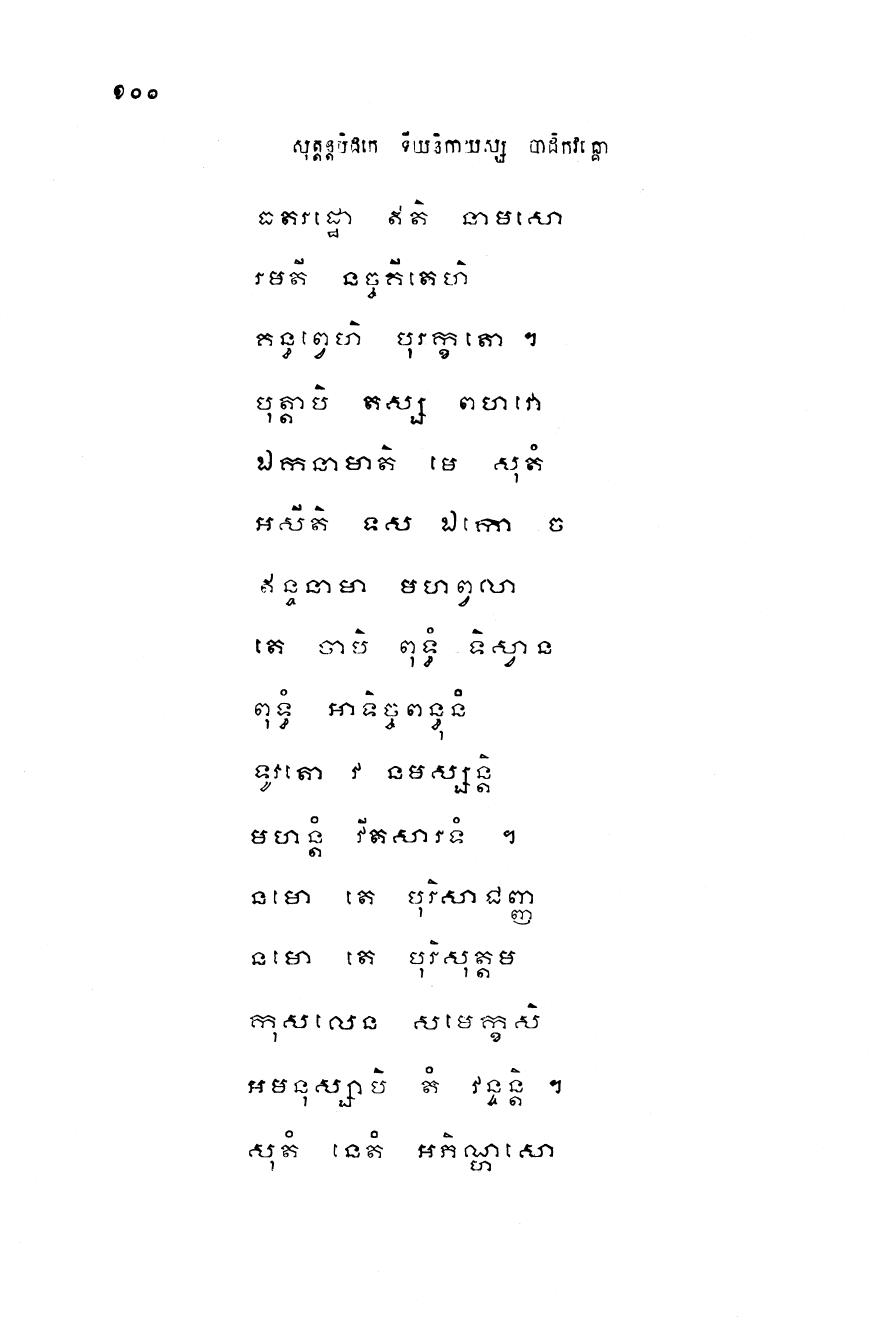 ១០០
សុត្តន្តបិដកេ ទីឃនិកាយស្ស បាដិកវគ្គោ
ធតរដ្ឋោ ឥតិ នាមសោ
រមតី នច្ចគីតេហិ
គន្ធព្វេហិ បុរក្ខតោ ។
បុត្តាបិ តស្ស ពហវោ
ឯកនាមាតិ មេ សុតំ
អសីតិ ទស ឯកោ ច
ឥន្ទនាមា មហព្វលា
តេ ចាបិ ពុទ្ធំ ទិស្វាន
ពុទ្ធំ អាទិច្ចពន្ធុនំ
ទូរតោ វ នមស្សន្តិ
មហន្តំ វីតសារទំ ។
នមោ តេ បុរិសាជញ្ញ
នមោ តេ បុរិសុត្តម
កុសលេន សមេក្ខសិ
អមនុស្សាបិ តំ វន្ទន្តិ ។
សុតំ នេតំ អភិណ្ហសោ